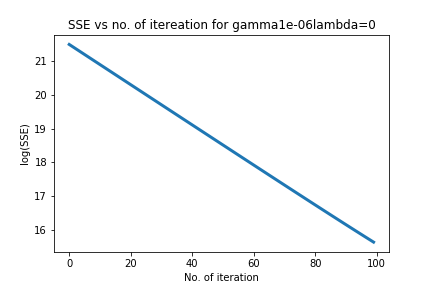 SSE vs no. of itereation for gamma1e-06lambda=0
log(SSE)
21
20
19
18
17
16
0 20 40 60 80 100
No. of iteration